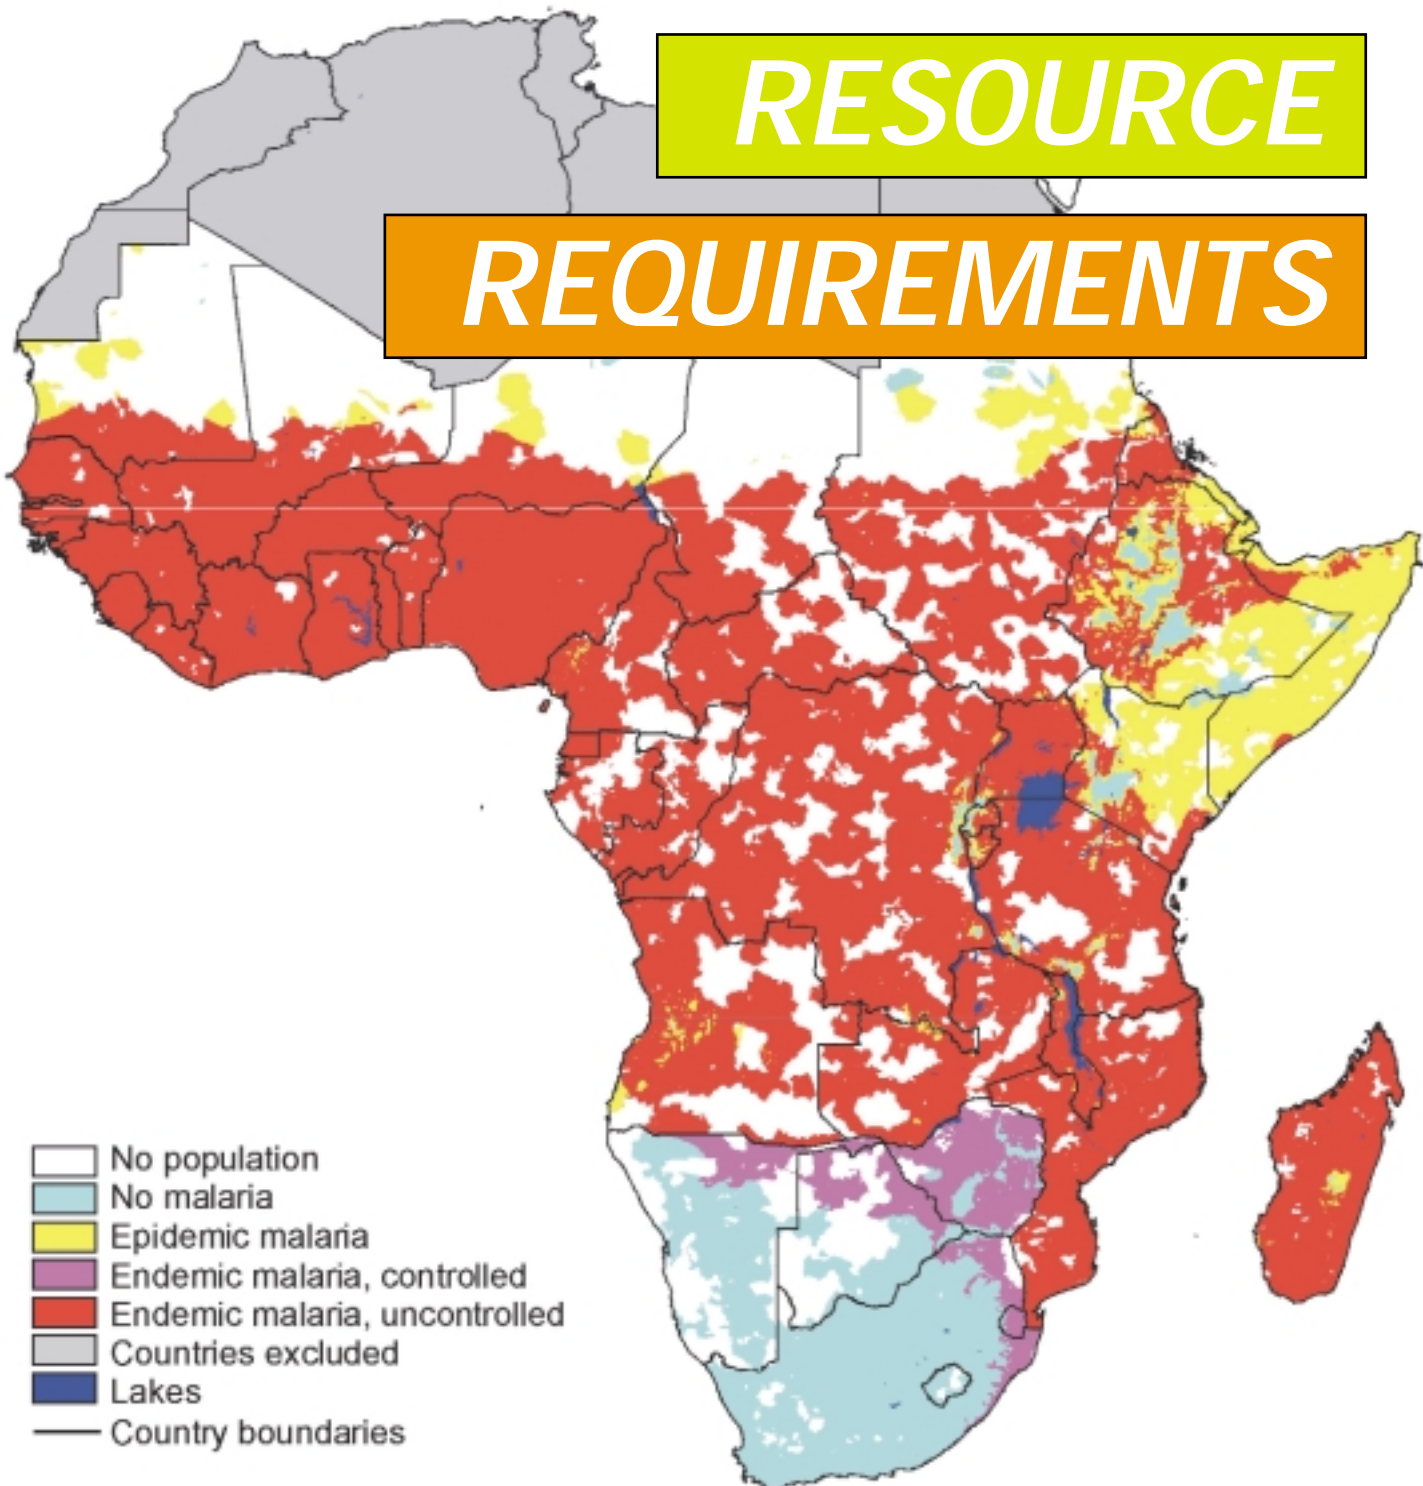 RESOURCE
REQUIREMENTS
No population
No malaria
Epidemic malaria
Endemic malaria, controlled
Endemic malaria, uncontrolled
Countries excluded
Lakes
Country boundaries